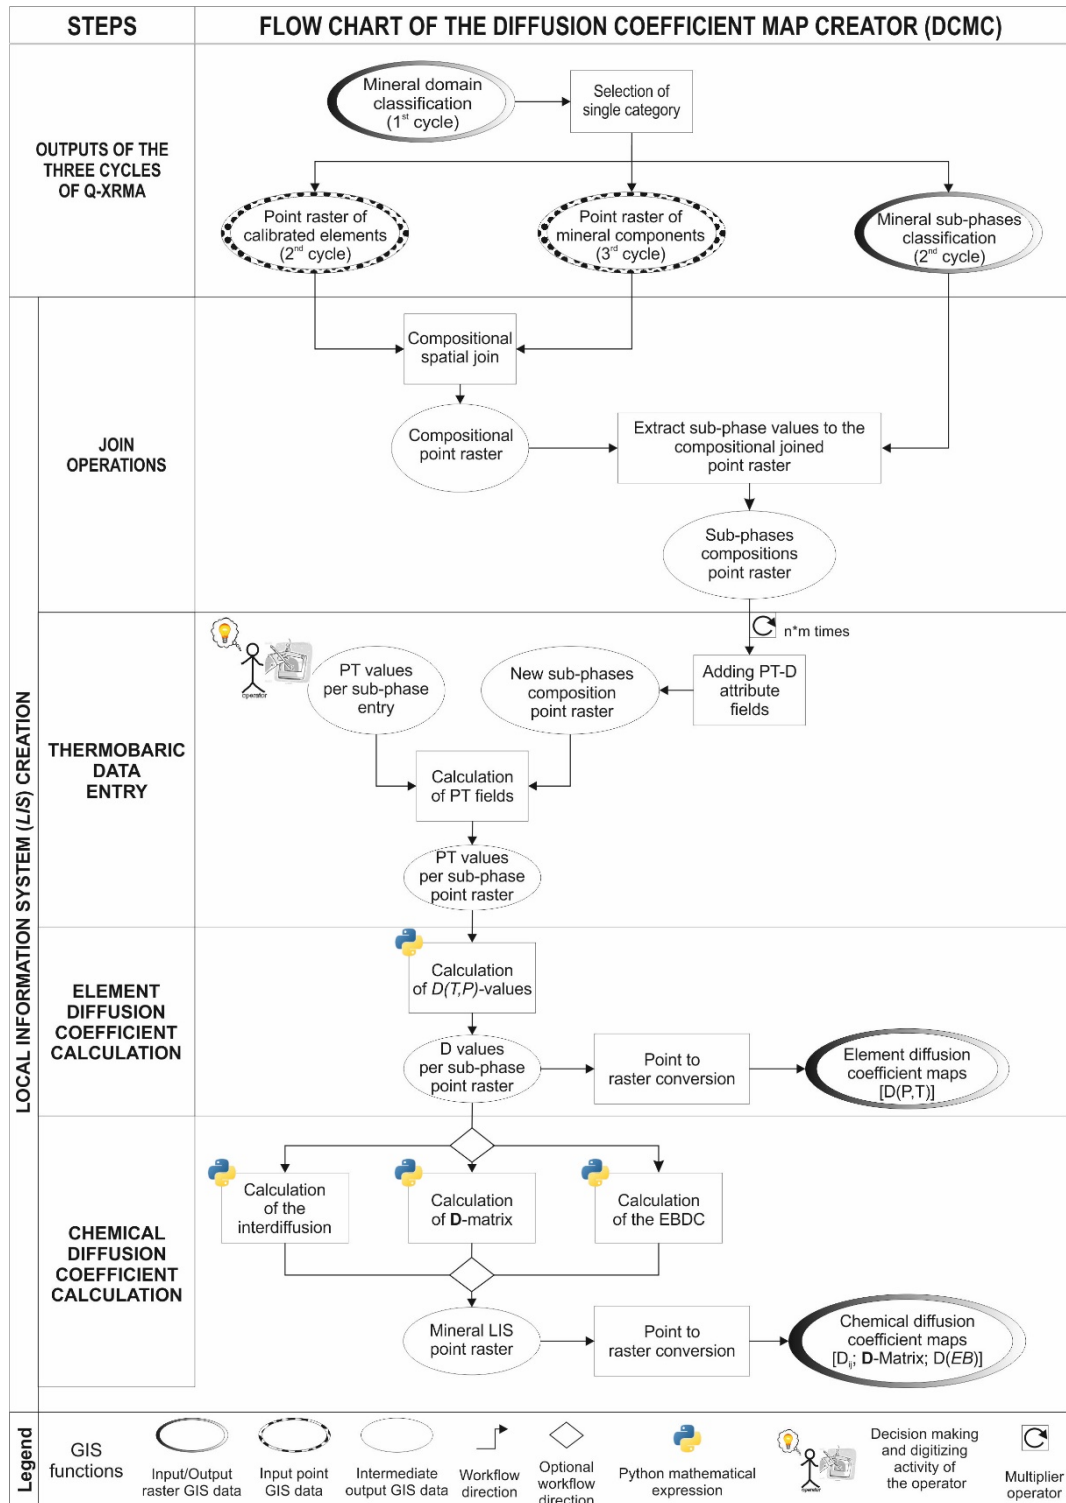 STEPS
FLOW CHART OF THE DIFFUSION COEFFICIENT MAP CREATOR (DCMC)
OUTPUTS OF THE
THREE CYCLES
OF Q-XRMA
Mineral domain
classification
(1st cycle)
Selection of
single category
Point raster of
calibrated elements
(2nd cycle)
Point raster of
mineral components
(3rd cycle)
Mineral sub-phases
classification
(2nd cycle)
LOCAL INFORMATION SYSTEM (LIS) CREATION
JOIN
OPERATIONS
Compositional
spatial join
Compositional
point raster
Extract sub-phase values to the
compositional joined
point raster
Sub-phases
compositions
point raster
THERMOBARIC
DATA
ENTRY
n*m times
operator
PT values
per sub-phase
entry
New sub-phases
composition
point raster
Adding PT-D
attribute
fields
Calculation
of PT fields
PT values
per sub-phase
point raster
ELEMENT
DIFFUSION
COEFFICIENT
CALCULATION
Calculation
of D(T,P)-values
D values
per sub-phase
point raster
Point to
raster conversion
Element diffusion
coefficient maps
[D(P,T)]
CHEMICAL
DIFFUSION
COEFFICIENT
CALCULATION
Calculation
of the
interdiffusion
Calculation
of D-matrix
Calculation
of the EBDC
Mineral LIS
point raster
Point to
raster conversion
Chemical diffusion
coefficient maps
[Dij; D-Matrix; D(EB)]
Legend
GIS
functions
Input/Output
raster GIS data
Input point
GIS data
Intermediate
output GIS data
Workflow
direction
Optional
workflow
direction
Python mathematical
expression
operator
Decision making
and digitizing
activity of
the operator
Multiplier
operator